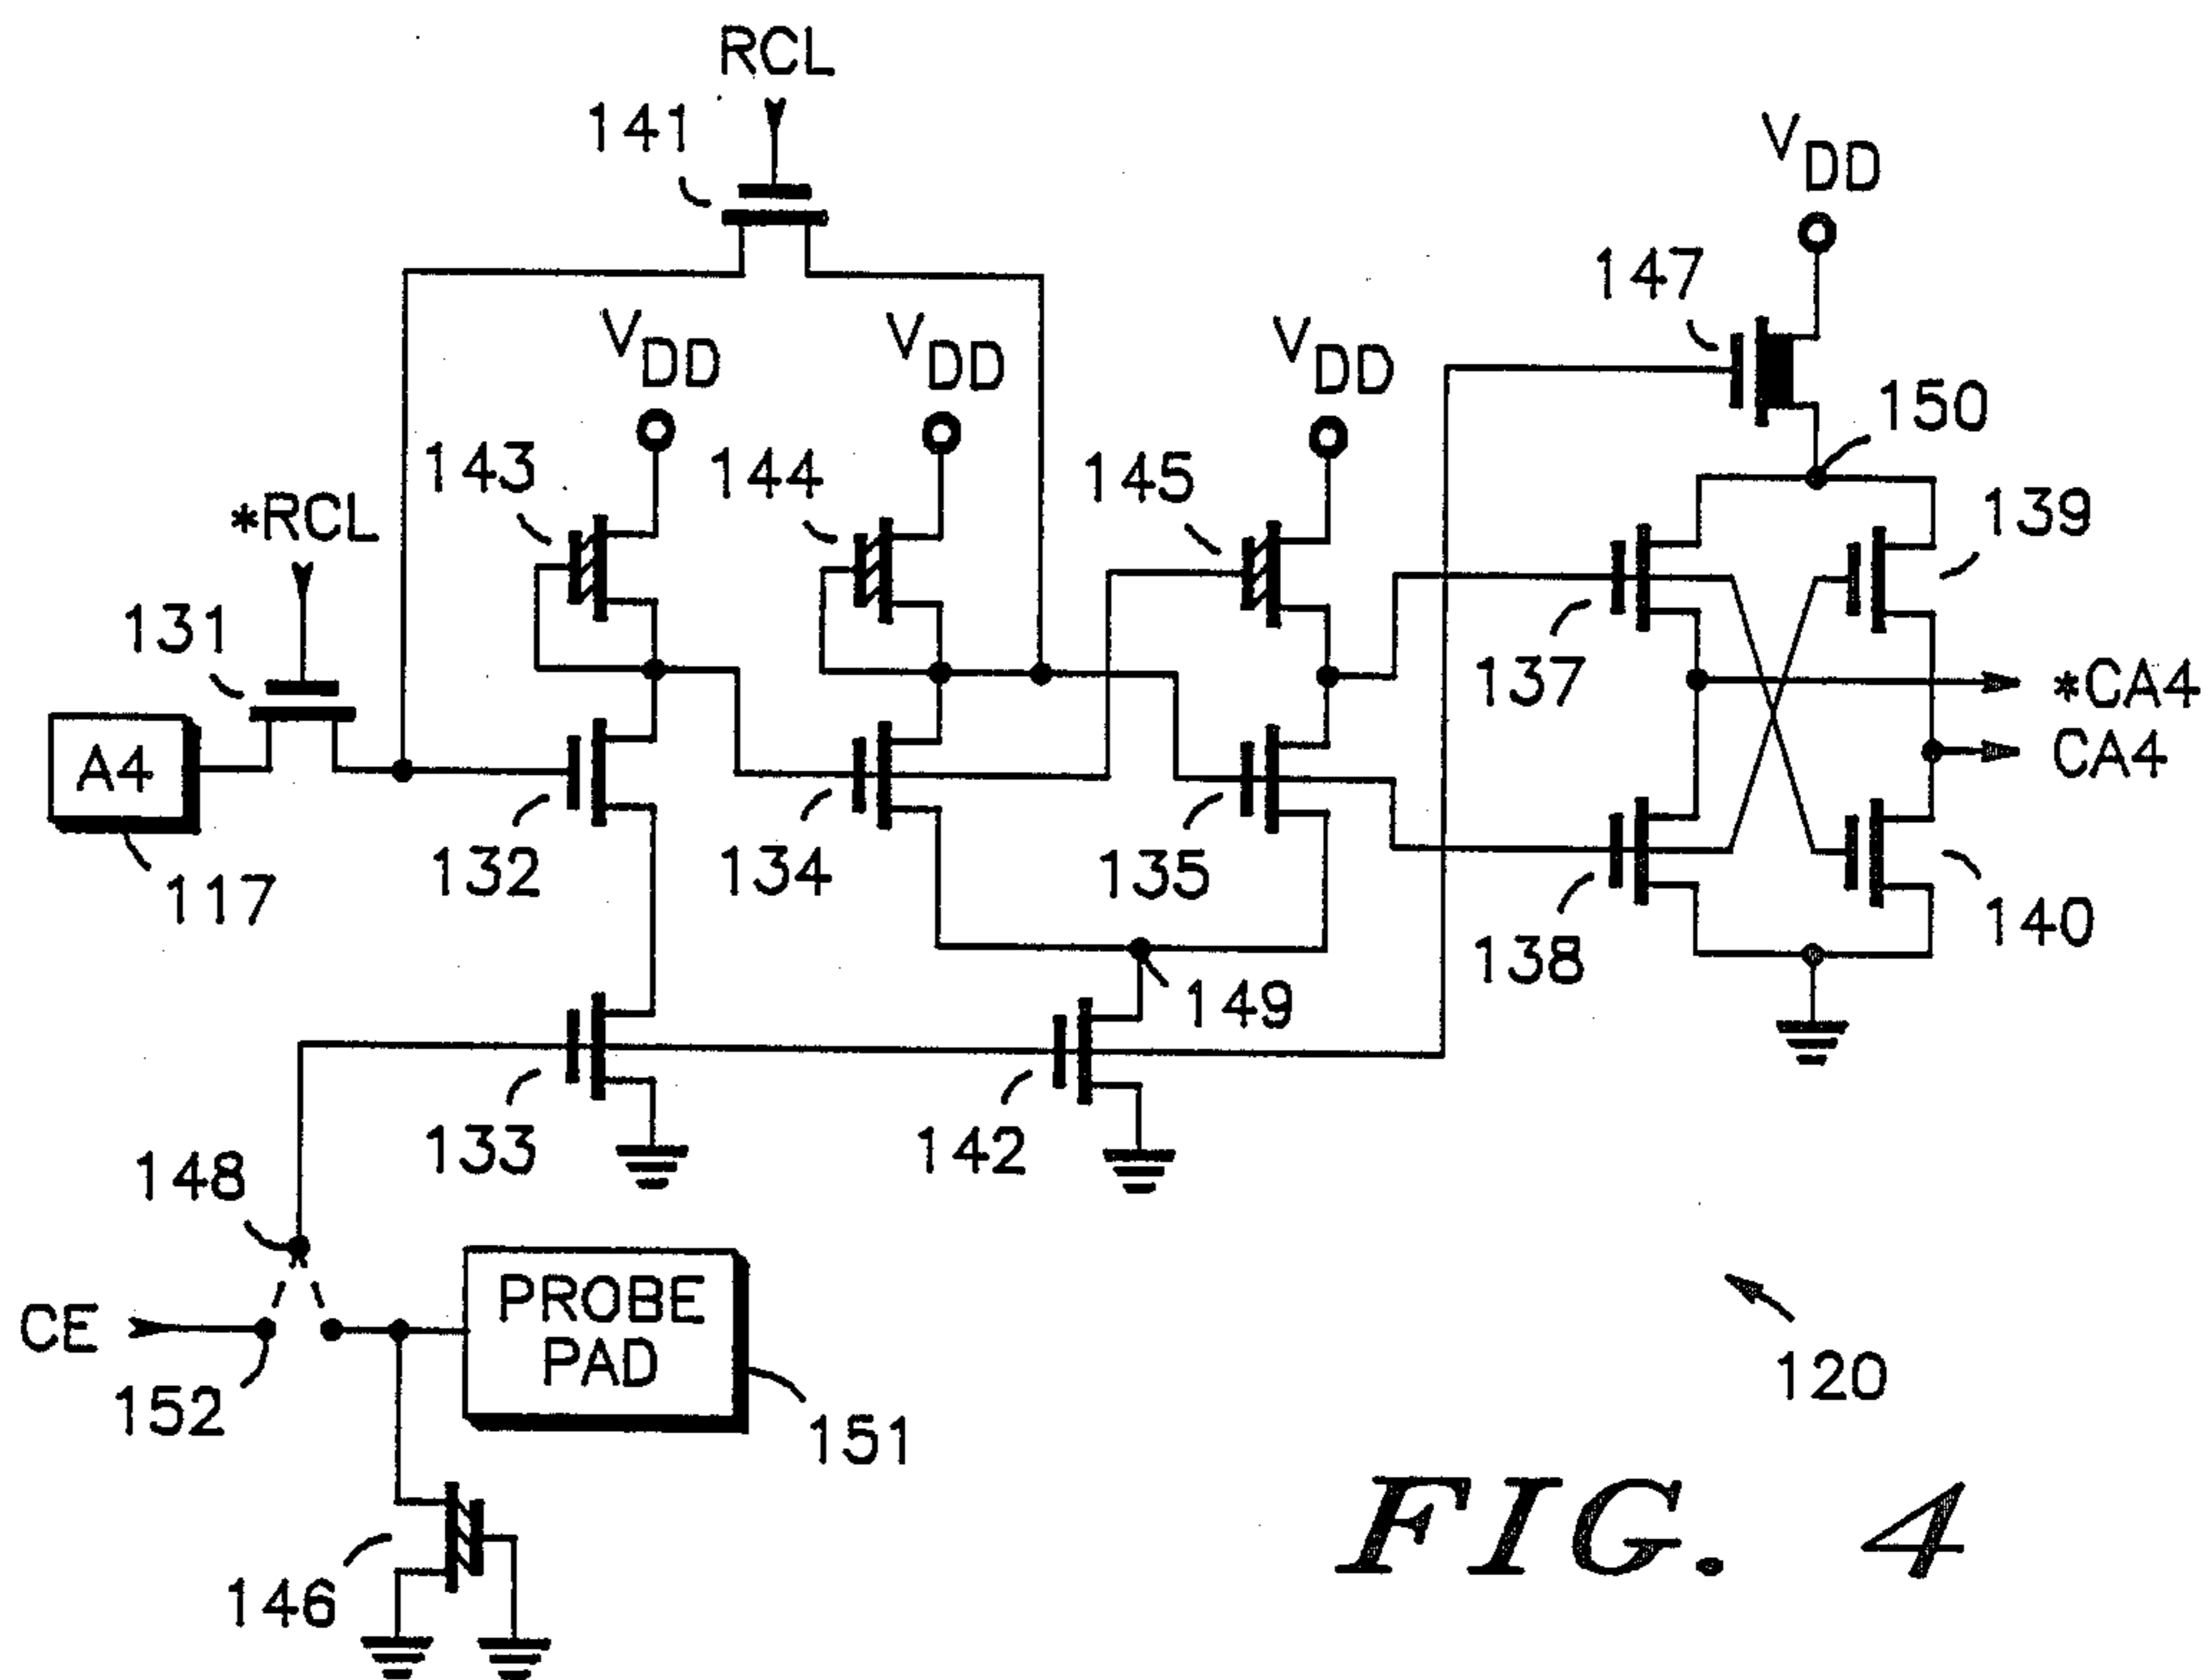 RCL
141
VDD
147
VDD
VDD
VDD
150
143
144
145
139
*RCL
131
137
*CA4
A4
CA4
117
132
134
135
138
140
149
133
142
148
CE
PROBE
PAD
152
151
120
146
FIG. 4